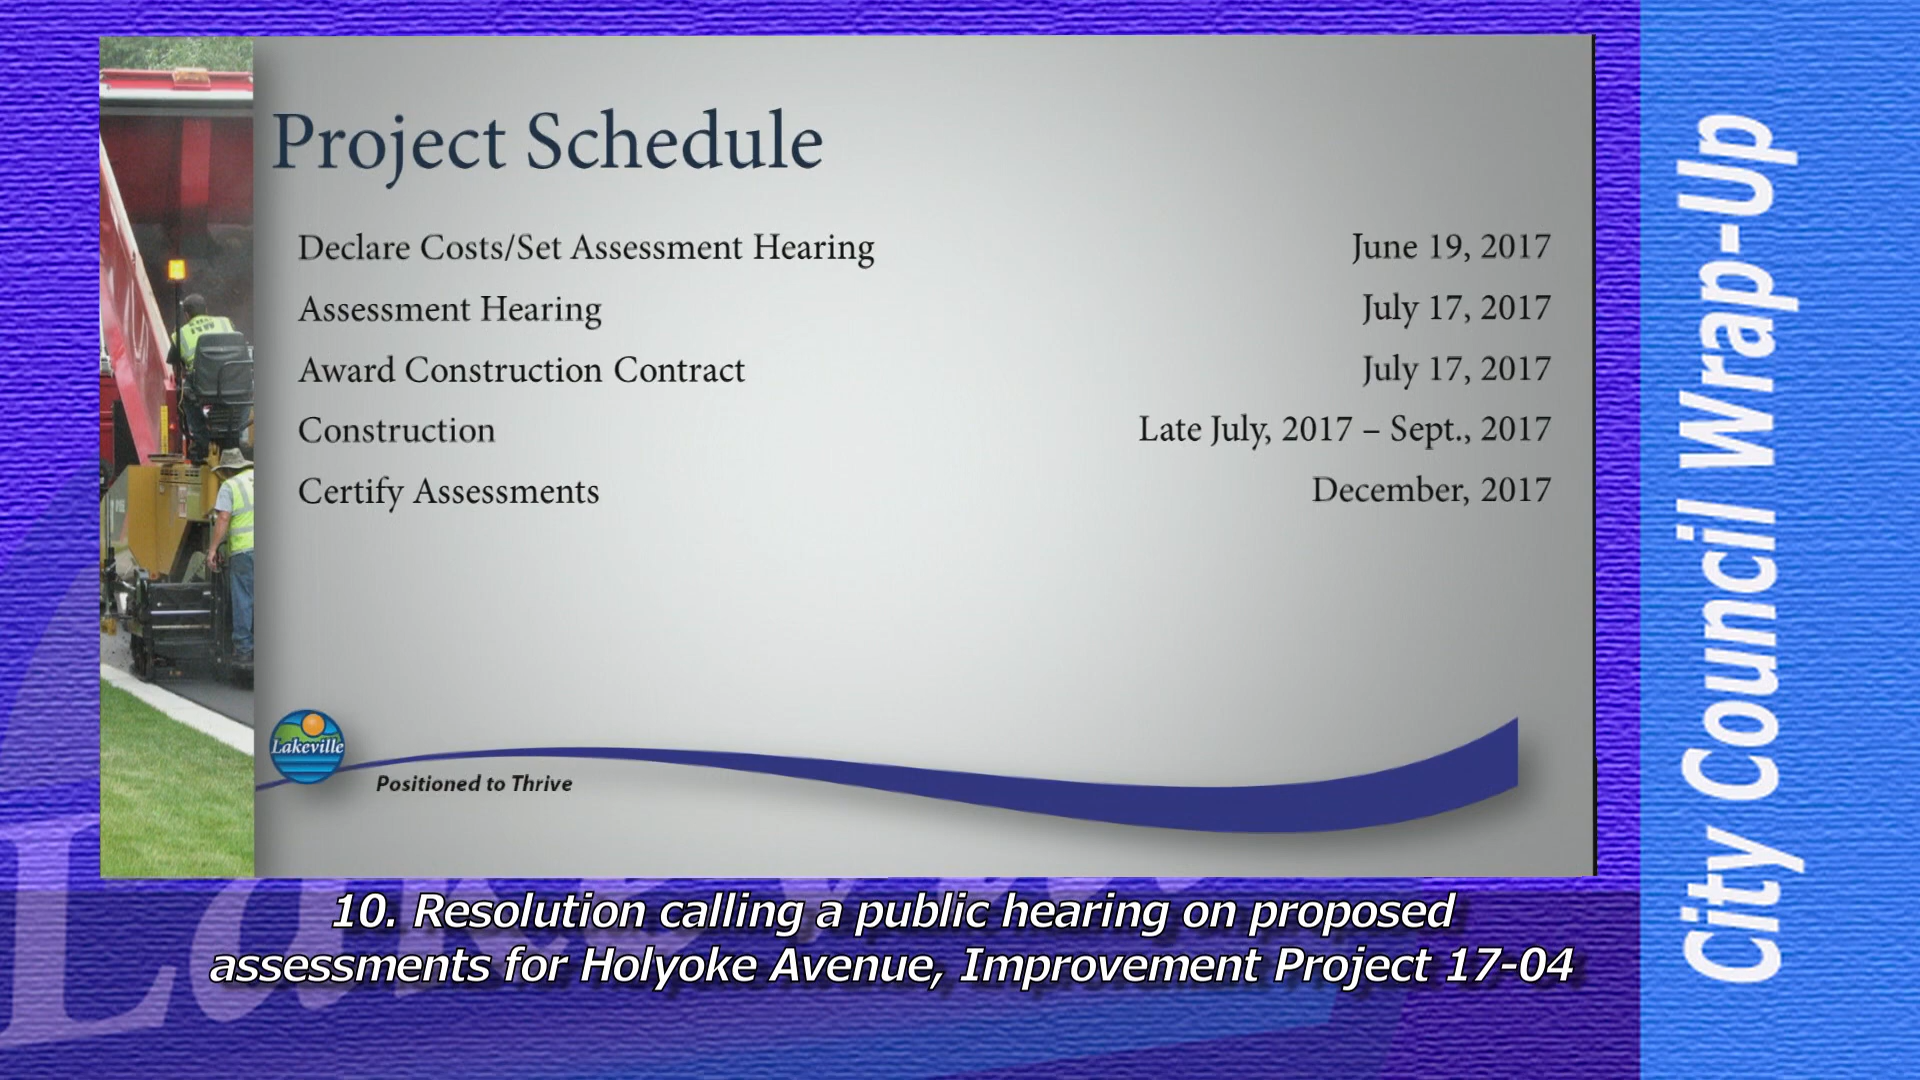 Project Schedule
Declare Costs/Set Assessment Hearing June 19, 2017
Assessment Hearing July 17, 2017
Award Construction Contract July 17, 2017
Construction Late July, 2017 – Sept., 2017
Certify Assessments December, 2017
Lakeville
Positioned to Thrive
10. Resolution calling a public hearing on proposed
assessments for Holyoke Avenue, Improvement Project 17-04
City Council Wrap-Up